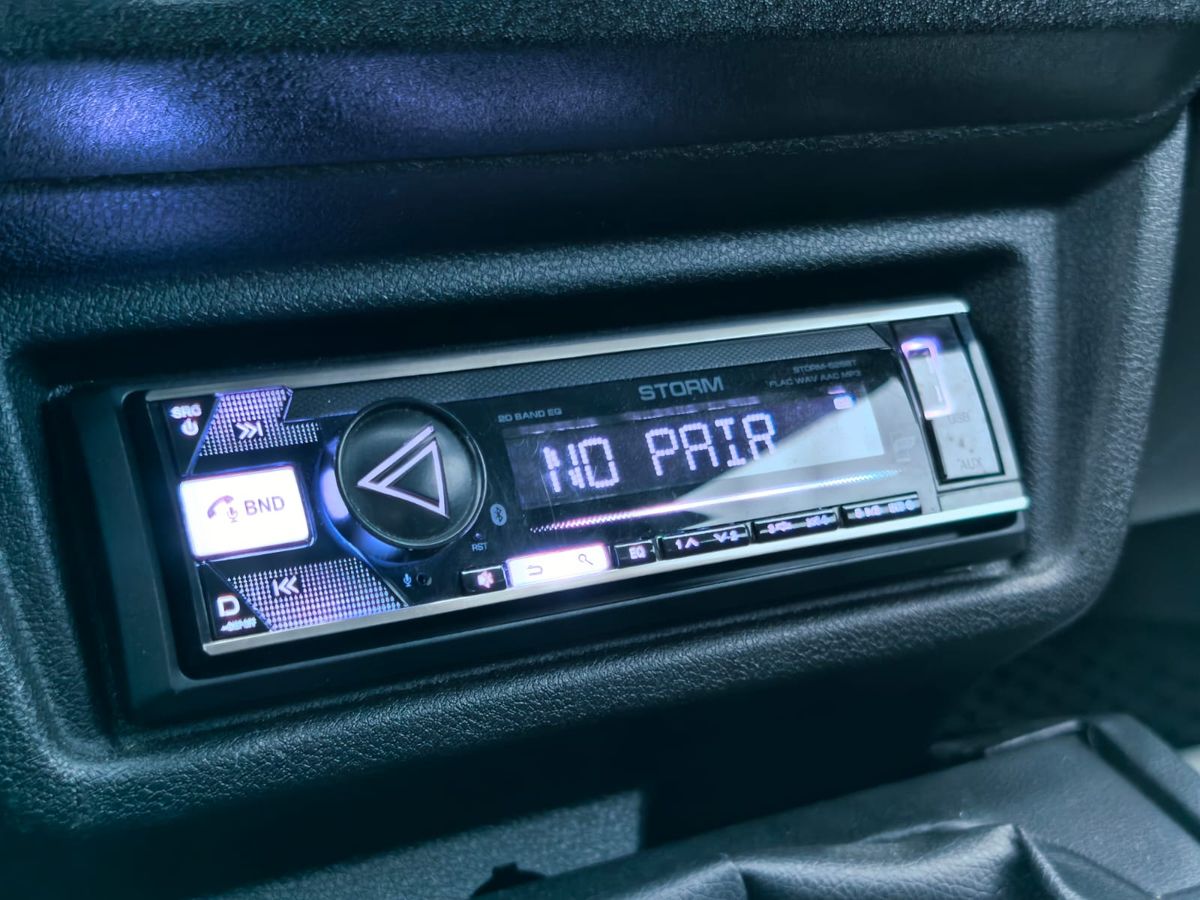 SRC
BND
D
20 BAND EQ
STORM
FLAC WAV AAC MP3
NO PAIR
RST
EQ
USB
AUX